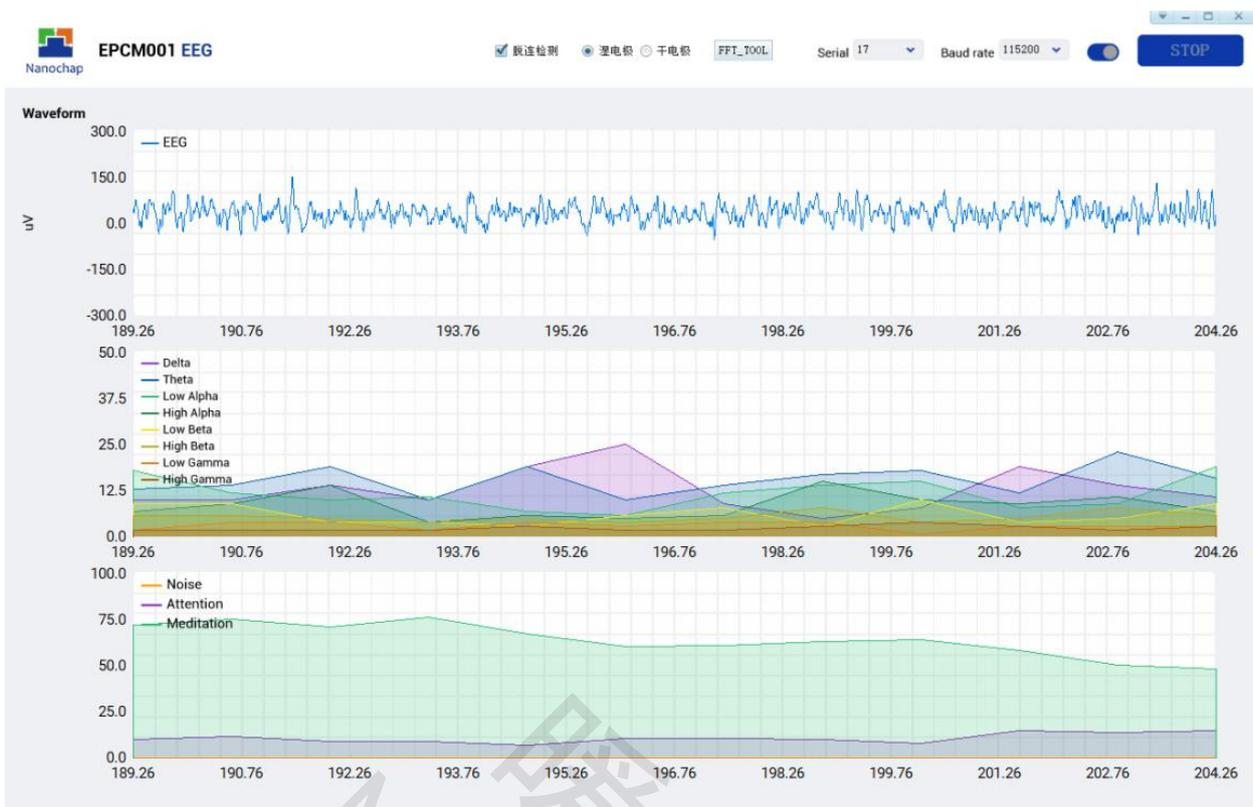 Nanochap
EPCM001 EEG
脱连检测 湿电极 干电极 FFT_TOOL Serial 17 Baud rate 115200 STOP
Waveform
uV
300.0
150.0
0.0
-150.0
-300.0
EEG
189.26 190.76 192.26 193.76 195.26 196.76 198.26 199.76 201.26 202.76 204.26
50.0
37.5
25.0
12.5
0.0
Delta
Theta
Low Alpha
High Alpha
Low Beta
High Beta
Low Gamma
High Gamma
189.26 190.76 192.26 193.76 195.26 196.76 198.26 199.76 201.26 202.76 204.26
100.0
75.0
50.0
25.0
0.0
Noise
Attention
Meditation
189.26 190.76 192.26 193.76 195.26 196.76 198.26 199.76 201.26 202.76 204.26